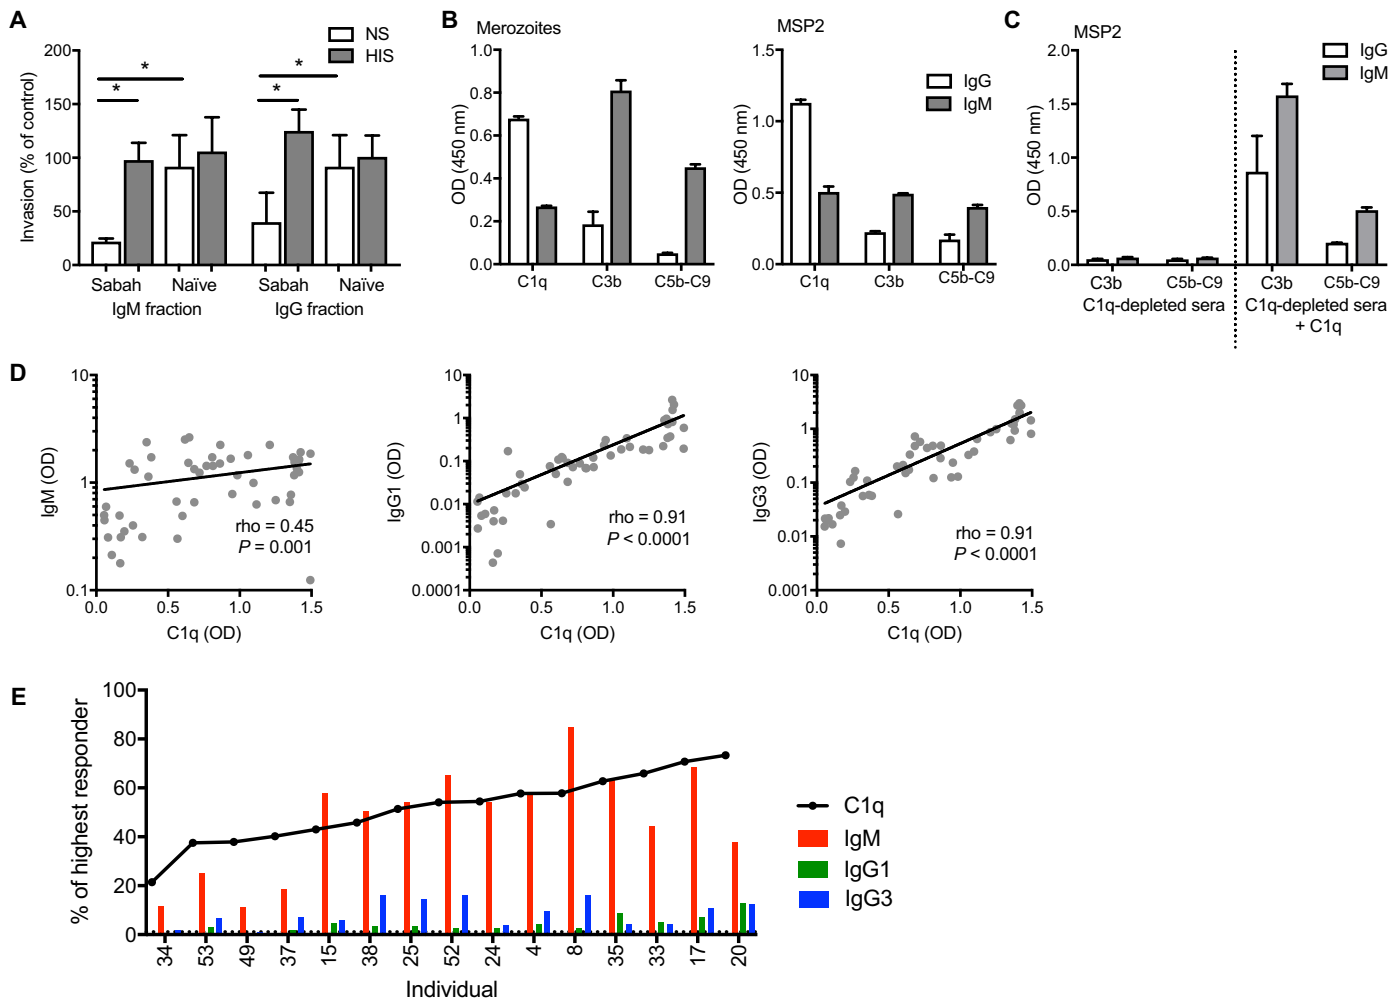 A
NS
HIS
Invasion (% of control)
200
150
100
50
0
*
*
*
*
Sabah
Naïve
Sabah
Naïve
IgM fraction
IgG fraction
B
Merozoites
OD (450 nm)
1.0
0.8
0.6
0.4
0.2
0.0
C1q
C3b
C5b-C9
MSP2
IgG
IgM
OD (450 nm)
1.5
1.0
0.5
0.0
C1q
C3b
C5b-C9
C
MSP2
IgG
IgM
OD (450 nm)
2.0
1.5
1.0
0.5
0.0
C3b
C5b-C9
C3b
C5b-C9
C1q-depleted sera
C1q-depleted sera
+ C1q
D
IgM (OD)
10
1
0.1
rho = 0.45
P = 0.001
0.0
0.5
1.0
1.5
C1q (OD)
IgG1 (OD)
10
1
0.1
0.01
0.001
0.0001
rho = 0.91
P < 0.0001
0.0
0.5
1.0
1.5
C1q (OD)
IgG3 (OD)
10
1
0.1
0.01
0.001
rho = 0.91
P < 0.0001
0.0
0.5
1.0
1.5
C1q (OD)
E
% of highest responder
100
80
60
40
20
0
34
53
49
37
15
38
25
52
24
4
8
35
33
17
20
Individual
C1q
IgM
IgG1
IgG3